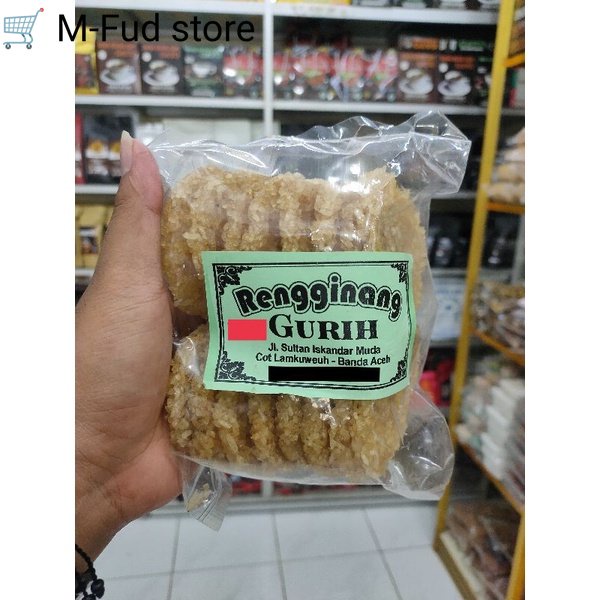 M-Fud store
Rengginang
GURIH
Jl. Sultan Iskandar Muda
Cot Lamkuweuh - Banda Aceh